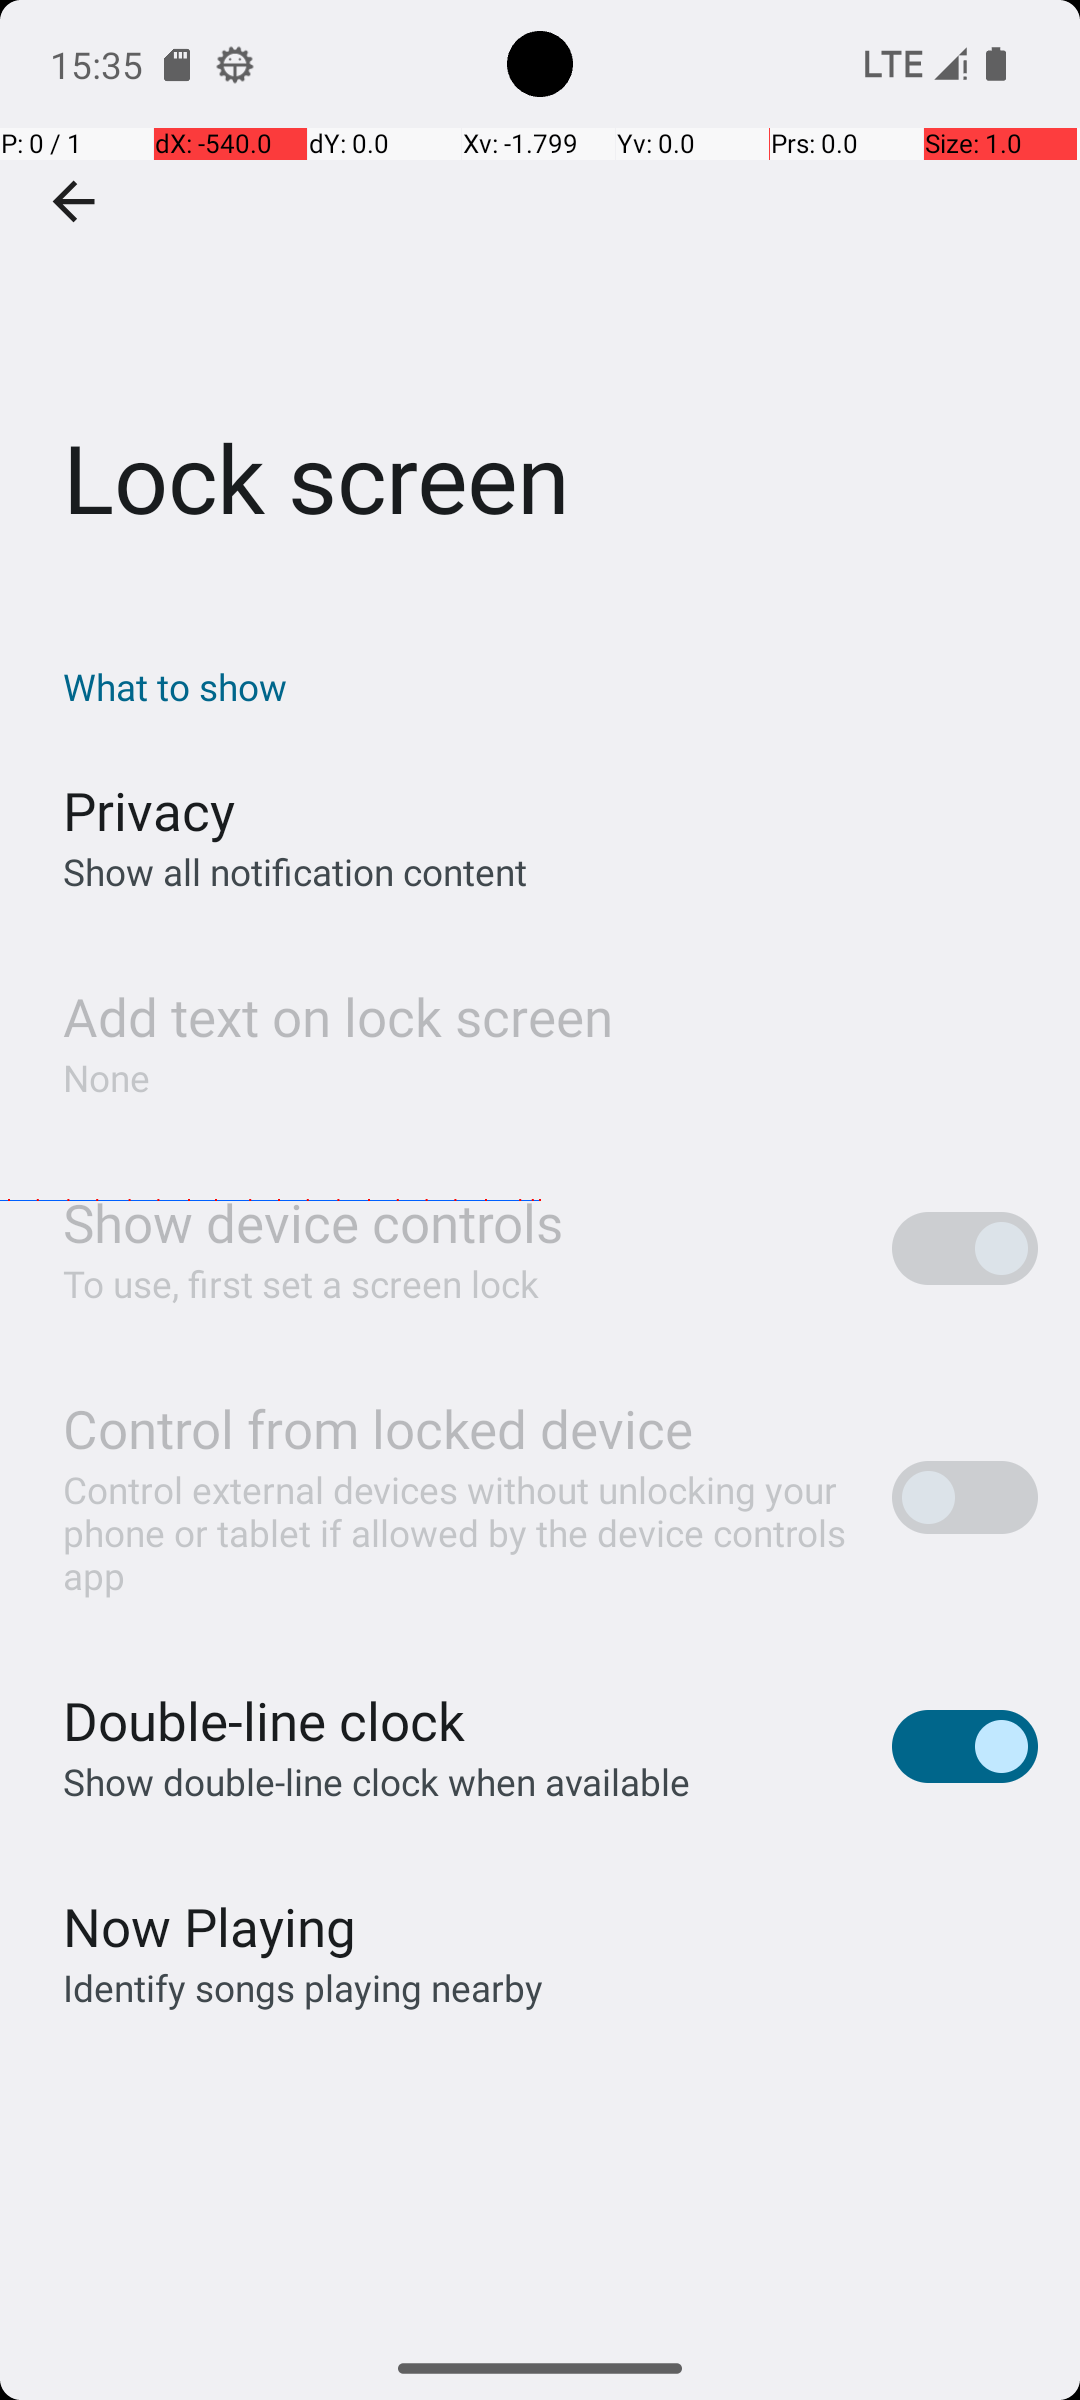 15:35
LTE
P: 0 / 1 dX: -540.0 dY: 0.0 Xv: -1.799 Yv: 0.0 Prs: 0.0 Size: 1.0
Lock screen
What to show
Privacy
Show all notification content
Add text on lock screen
None
Show device controls
To use, first set a screen lock
Control from locked device
Control external devices without unlocking your
phone or tablet if allowed by the device controls
app
Double-line clock
Show double-line clock when available
Now Playing
Identify songs playing nearby